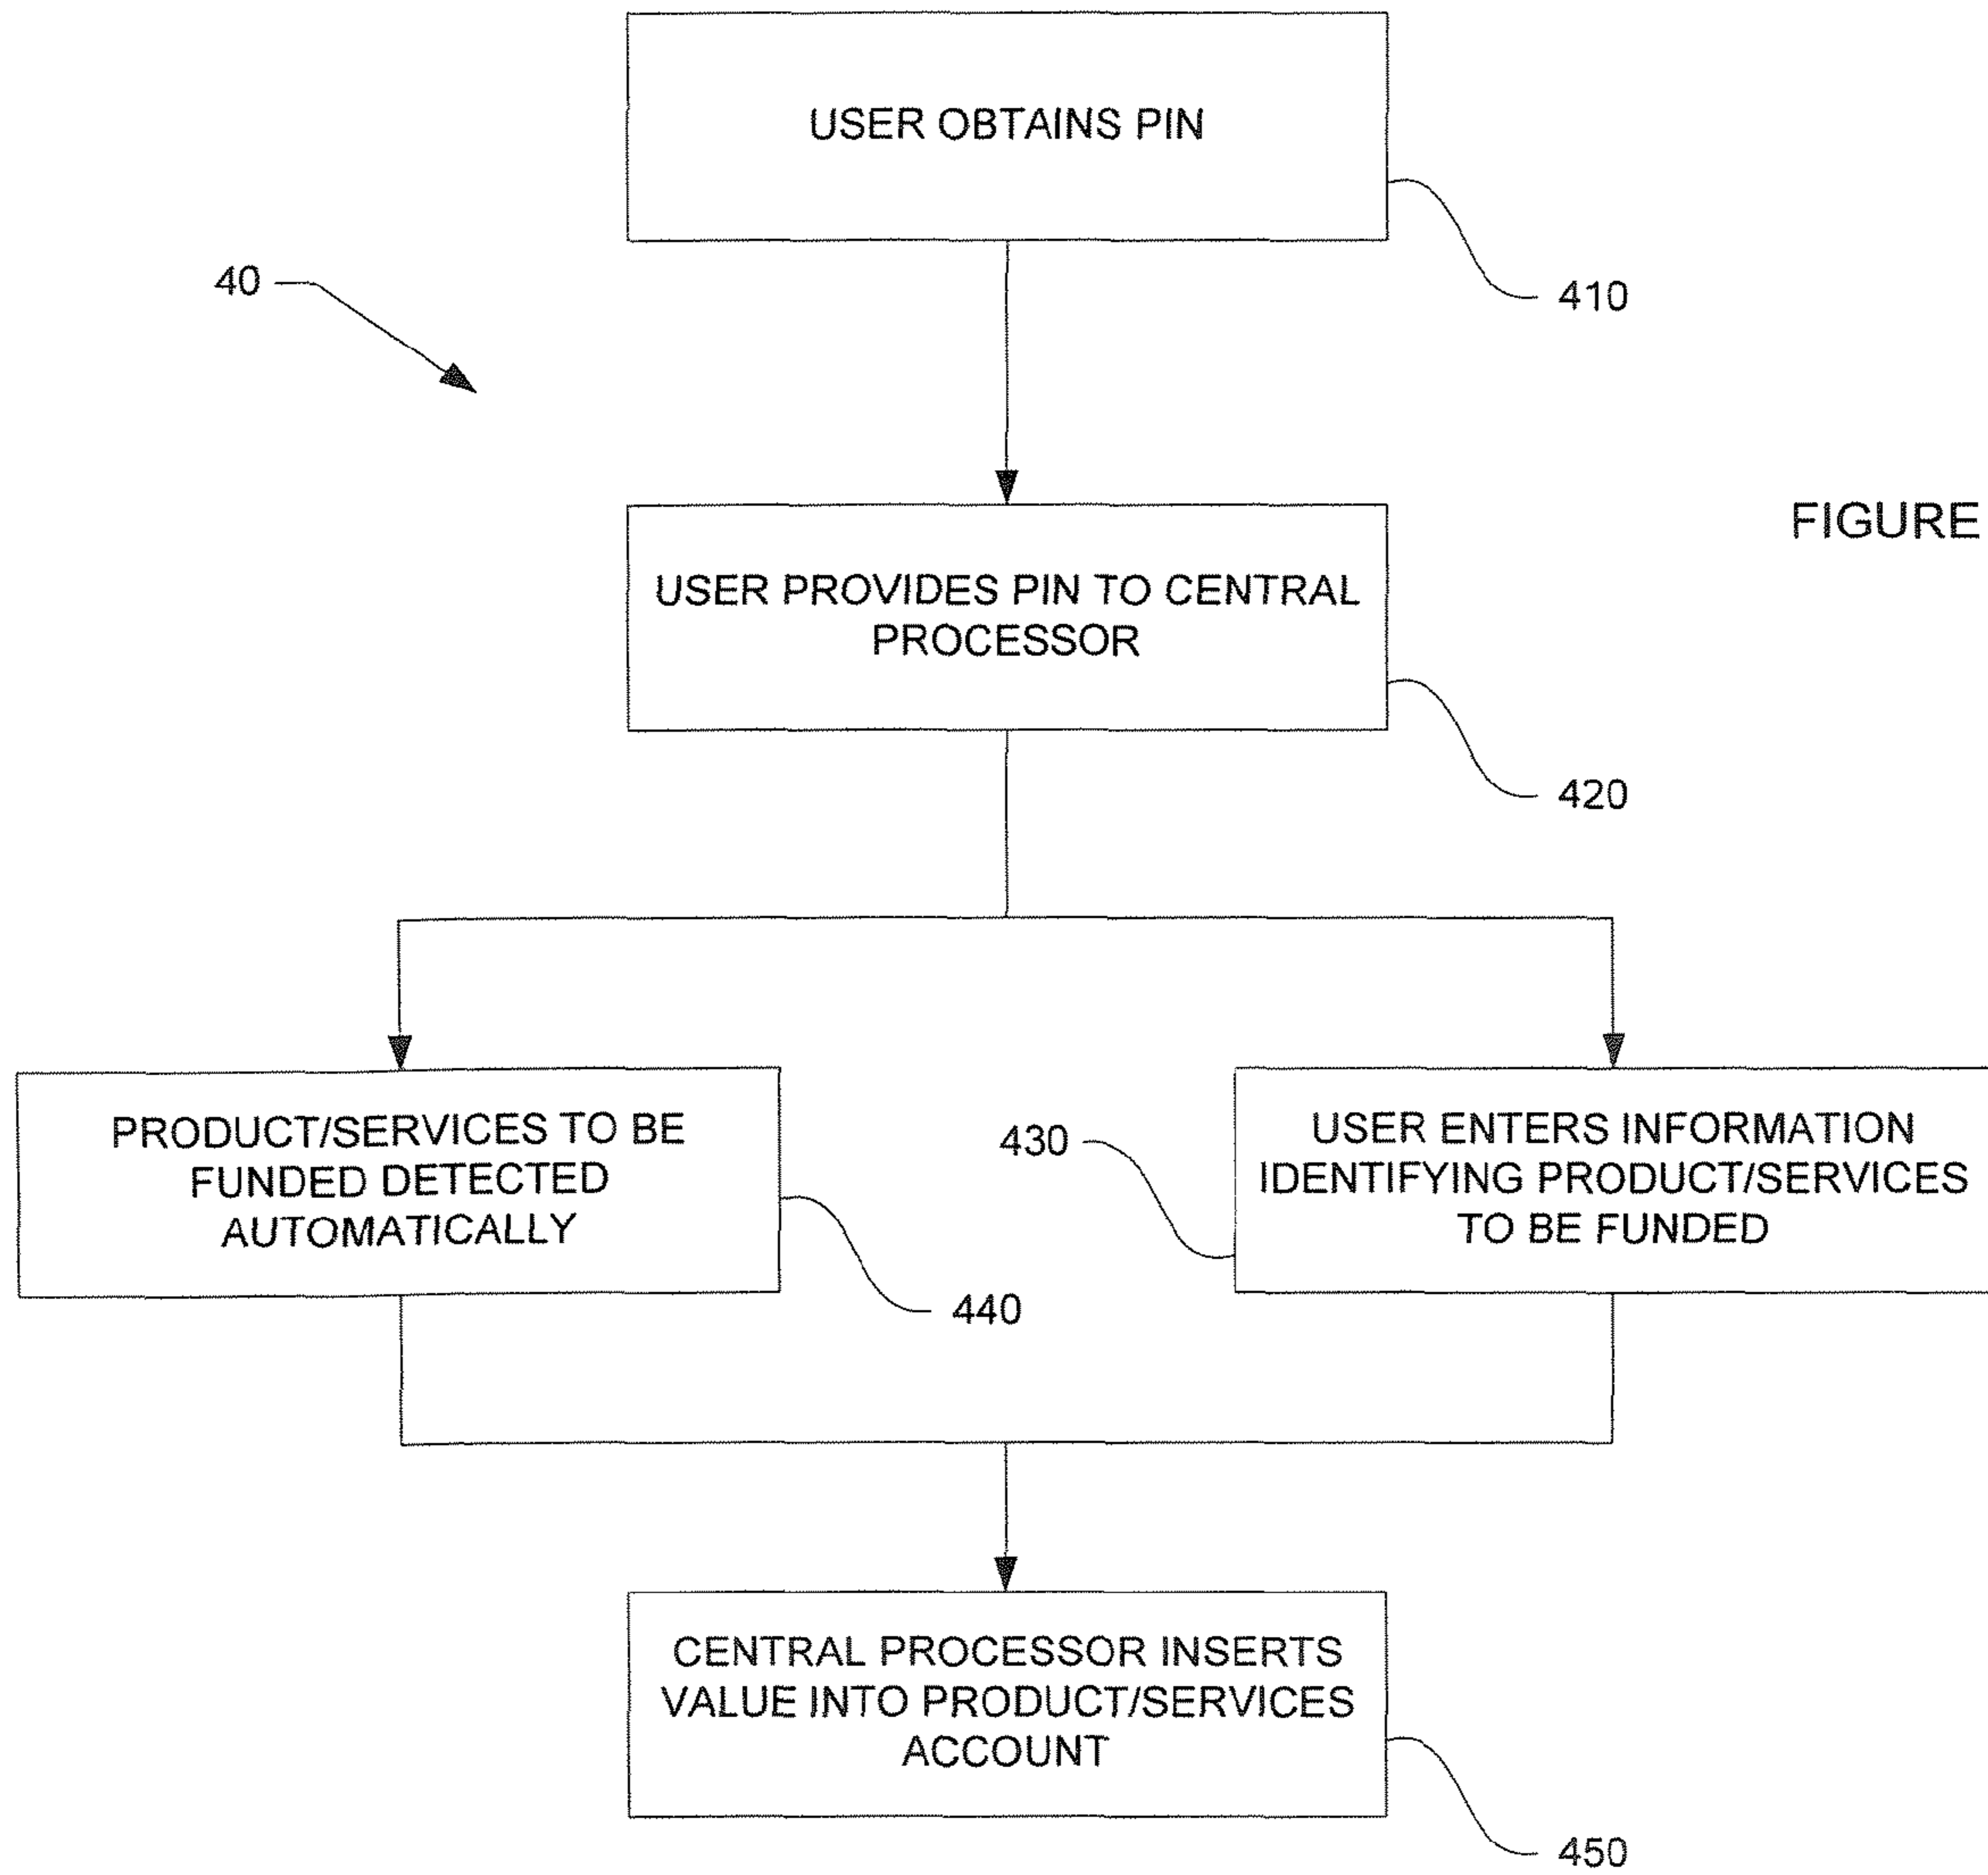 USER OBTAINS PIN
40
410
FIGURE
USER PROVIDES PIN TO CENTRAL
PROCESSOR
420
PRODUCT/SERVICES TO BE
FUNDED DETECTED
AUTOMATICALLY
440
430
USER ENTERS INFORMATION
IDENTIFYING PRODUCT/SERVICES
TO BE FUNDED
CENTRAL PROCESSOR INSERTS
VALUE INTO PRODUCT/SERVICES
ACCOUNT
450